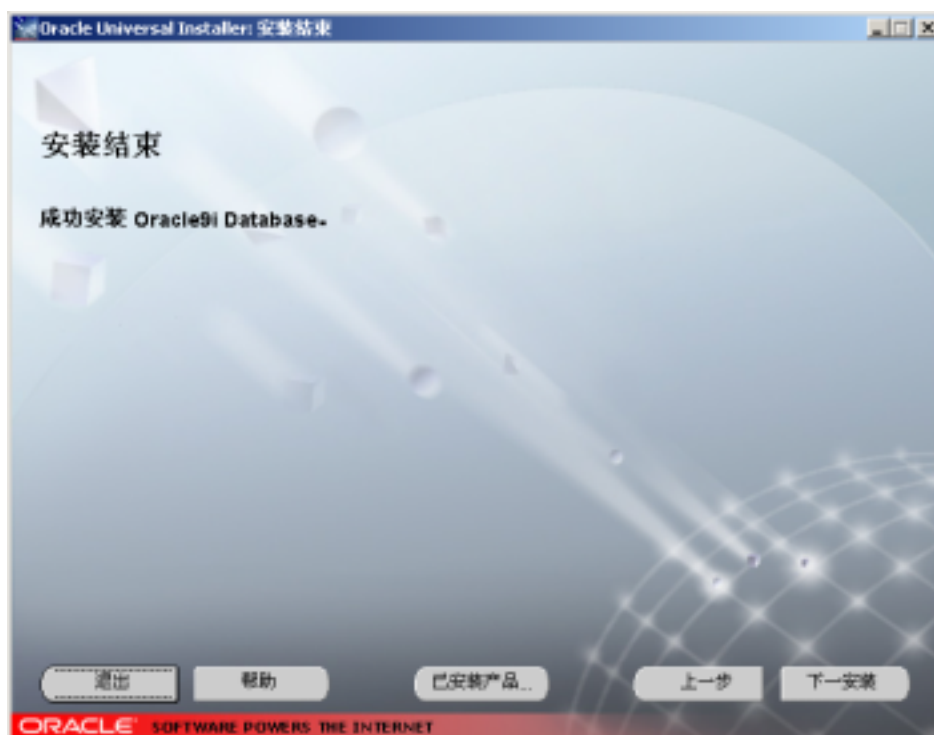 Oracle Universal Installer: 安装结束
安装结束
成功安装 Oracle9i Database。
退出
帮助
已安装产品...
上一步
下一安装
ORACLE SOFTWARE POWERS THE INTERNET